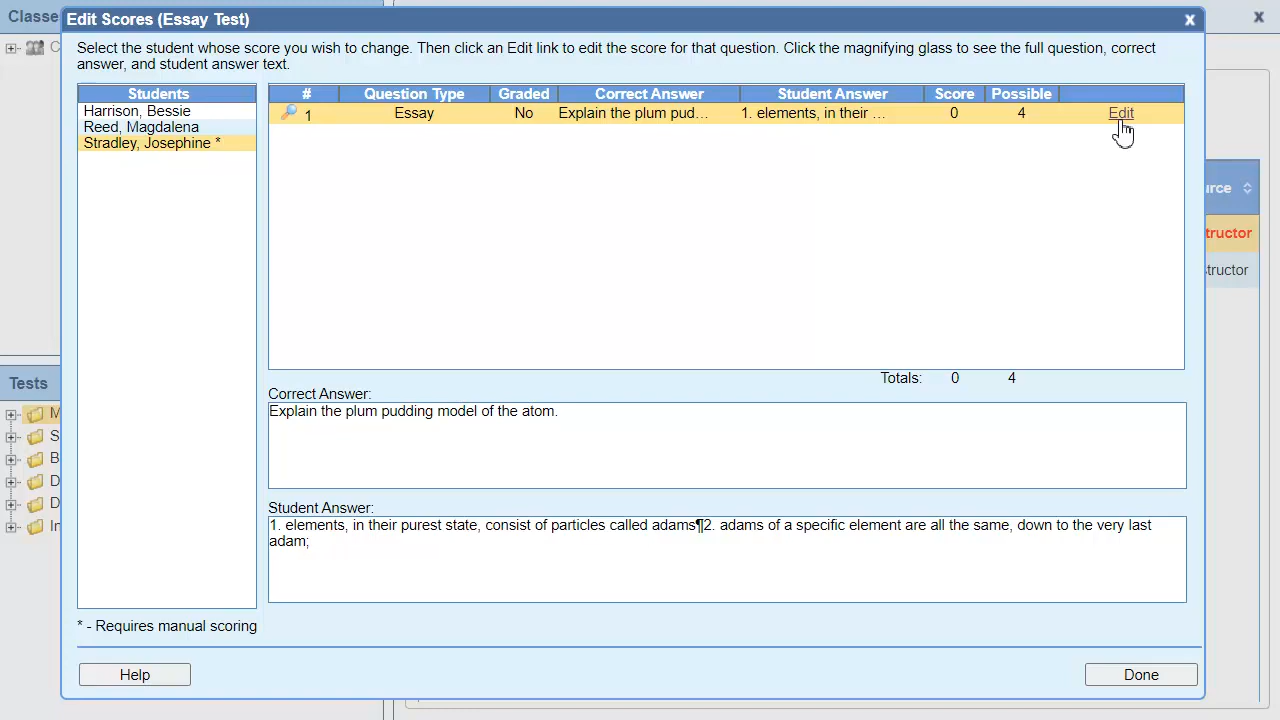 Classe
Edit Scores (Essay Test)
x
x
Select the student whose score you wish to change. Then click an Edit link to edit the score for that question. Click the magnifying glass to see the full question, correct
answer, and student answer text.
C
Students
# Question Type Graded Correct Answer Student Answer Score Possible
Harrison, Bessie
Reed, Magdalena
Stradley, Josephine *
1 Essay No Explain the plum pud... 1. elements, in their ... 0 4 Edit
urce
tructor
structor
Totals: 0 4
Tests
M
S
B
D
D
In
Correct Answer:
Explain the plum pudding model of the atom.
Student Answer:
1. elements, in their purest state, consist of particles called adams¶2. adams of a specific element are all the same, down to the very last
adam;
* - Requires manual scoring
Help
Done